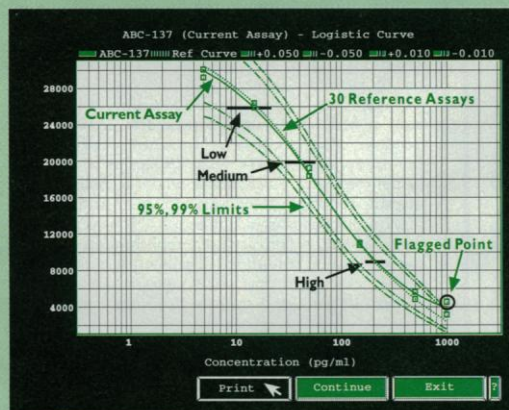 ABC-137 (Current Assay) - Logistic Curve
ABC-137 Ref Curve +0.050 -0.050 +0.010 -0.010
28000
24000
20000
16000
12000
8000
4000
Current Assay
30 Reference Assays
Low
Medium
95%, 99% Limits
Flagged Point
High
1
10
100
1000
Concentration (pg/ml)
Print
Continue
Exit
?